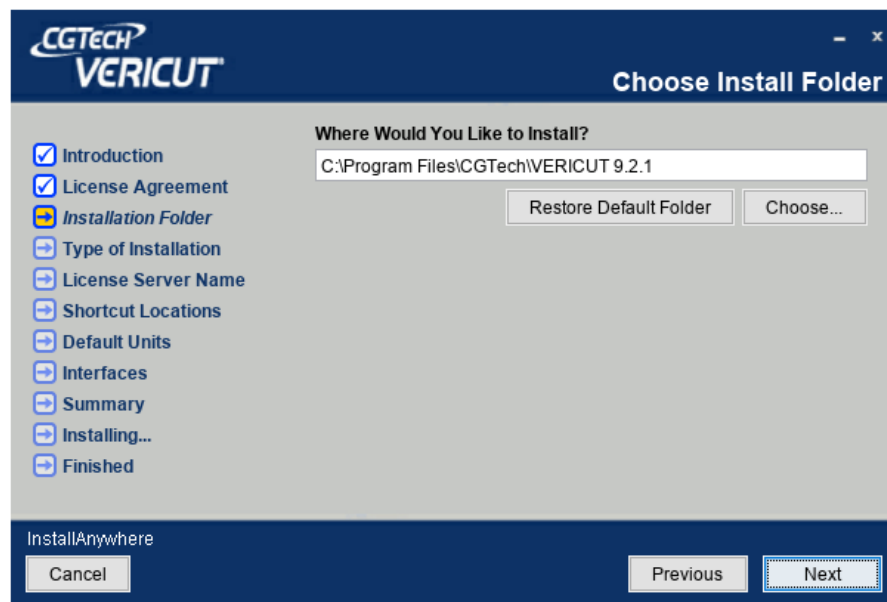 CGTECH
VERICUT
Choose Install Folder
Where Would You Like to Install?
C:\Program Files\CGTech\VERICUT 9.2.1
Restore Default Folder
Choose...
Introduction
License Agreement
Installation Folder
Type of Installation
License Server Name
Shortcut Locations
Default Units
Interfaces
Summary
Installing...
Finished
InstallAnywhere
Cancel
Previous
Next